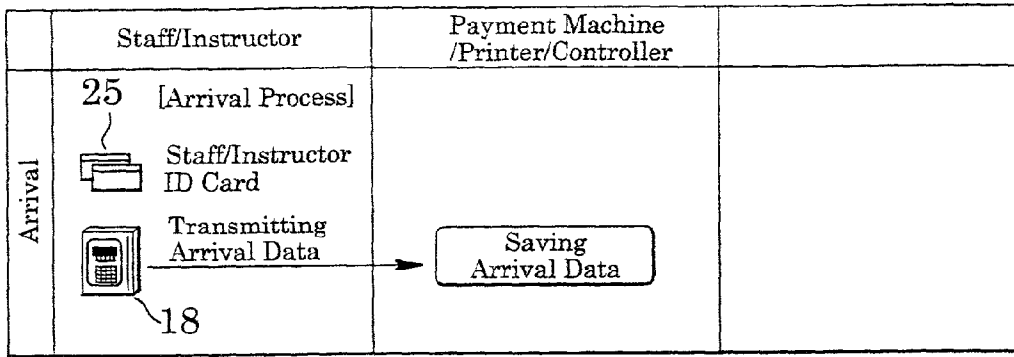 Staff/Instructor
Payment Machine
/Printer/Controller
Arrival
25 [Arrival Process]
Staff/Instructor
ID Card
Transmitting
Arrival Data
18
Saving
Arrival Data